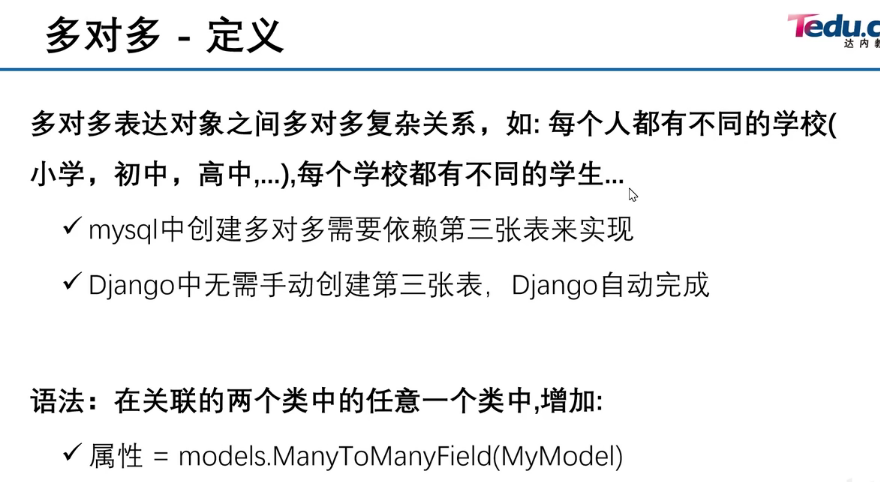 多对多 - 定义
Tedu.c
达内教
多对多表达对象之间多对多复杂关系，如: 每个人都有不同的学校(
小学，初中，高中,...),每个学校都有不同的学生...
✓ mysql中创建多对多需要依赖第三张表来实现
✓ Django中无需手动创建第三张表，Django自动完成
语法：在关联的两个类中的任意一个类中,增加:
✓ 属性 = models.ManyToManyField(MyModel)